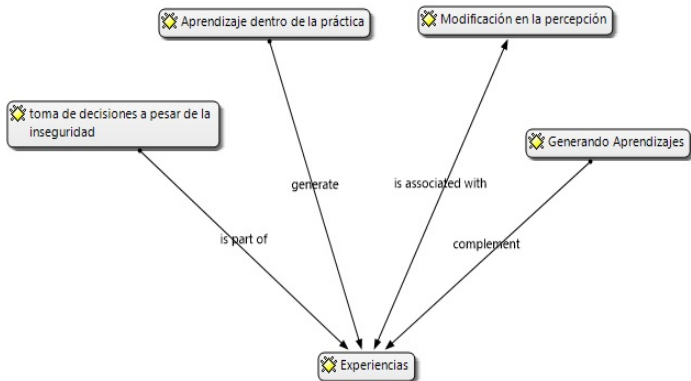 Aprendizaje dentro de la práctica
Modificación en la percepción
toma de decisiones a pesar de la
inseguridad
Generando Aprendizajes
generate
is associated with
is part of
complement
Experiencias